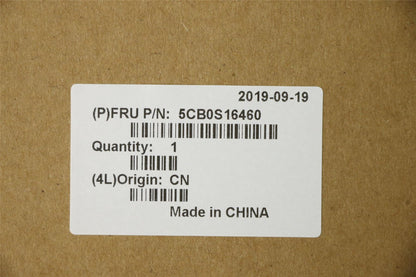 2019-09-19
(P)FRU P/N: 5CB0S16460
Quantity: 1
(4L)Origin: CN
Made in CHINA